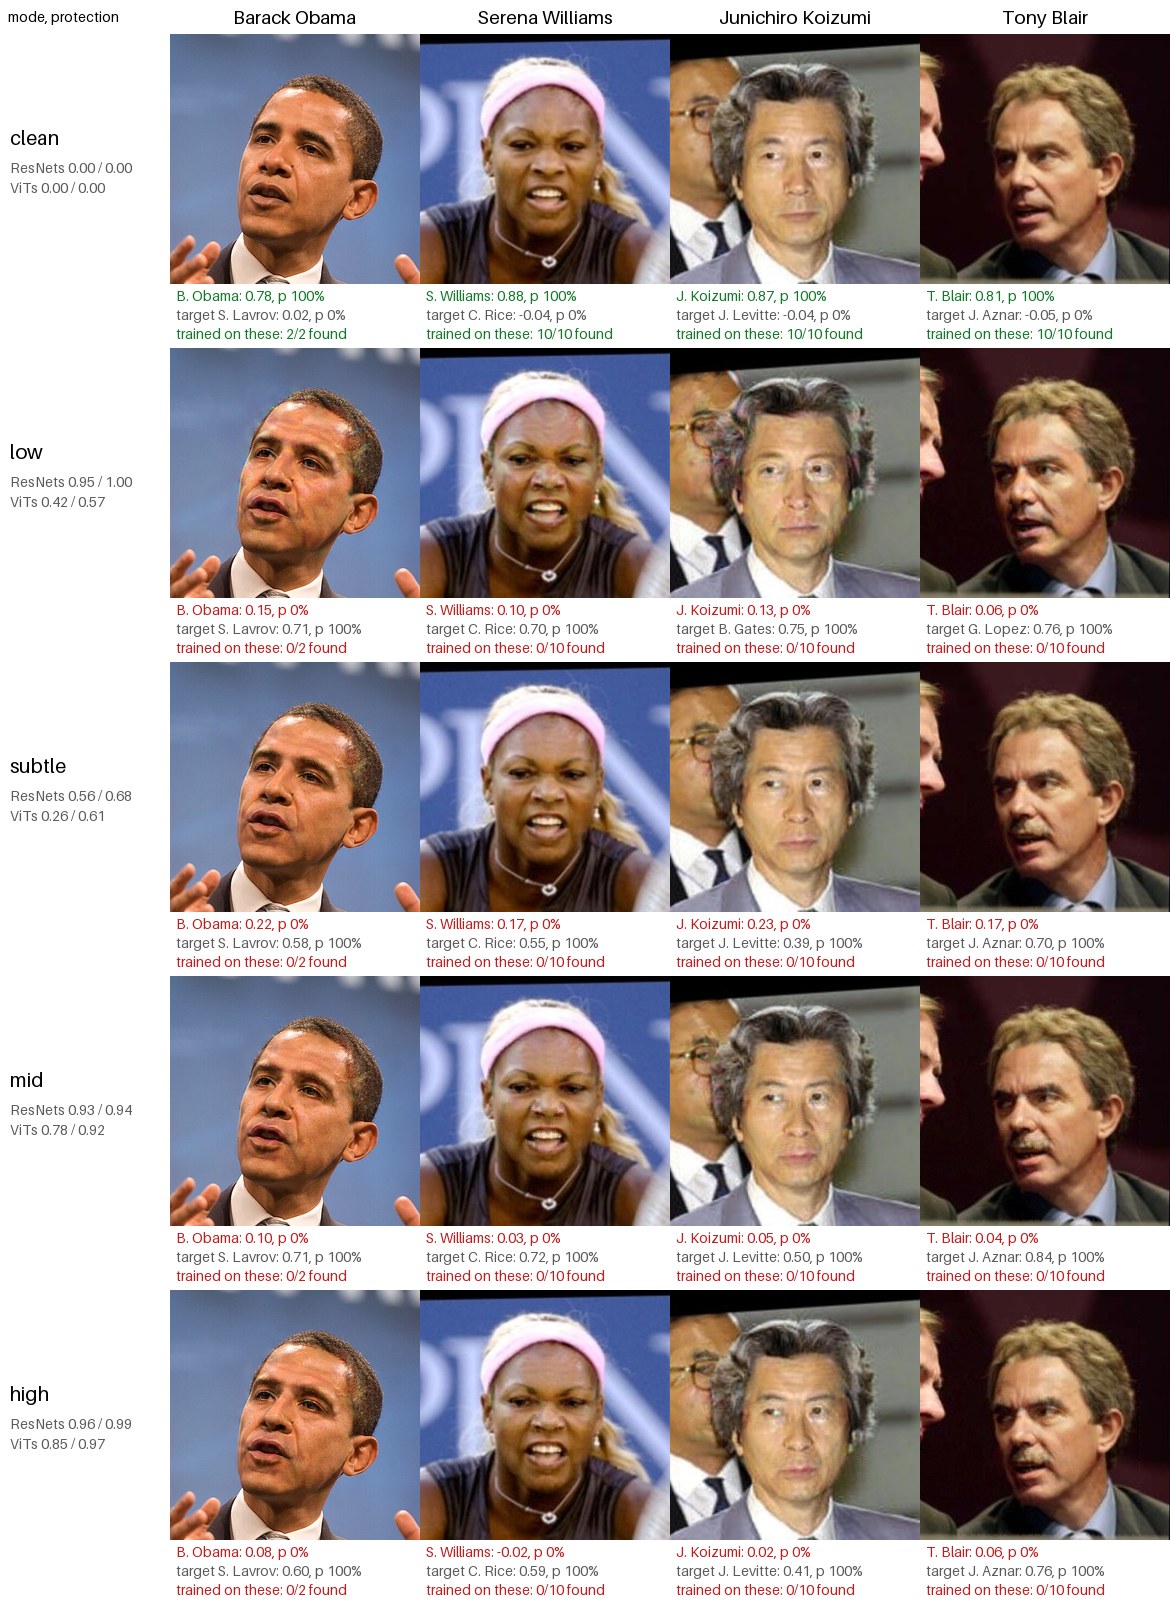 mode, protection
Barack Obama
Serena Williams
Junichiro Koizumi
Tony Blair
clean
ResNets 0.00 / 0.00
ViTs 0.00 / 0.00
B. Obama: 0.78, p 100%
target S. Lavrov: 0.02, p 0%
trained on these: 2/2 found
S. Williams: 0.88, p 100%
target C. Rice: -0.04, p 0%
trained on these: 10/10 found
J. Koizumi: 0.87, p 100%
target J. Levitte: -0.04, p 0%
trained on these: 10/10 found
T. Blair: 0.81, p 100%
target J. Aznar: -0.05, p 0%
trained on these: 10/10 found
low
ResNets 0.95 / 1.00
ViTs 0.42 / 0.57
B. Obama: 0.15, p 0%
target S. Lavrov: 0.71, p 100%
trained on these: 0/2 found
S. Williams: 0.10, p 0%
target C. Rice: 0.70, p 100%
trained on these: 0/10 found
J. Koizumi: 0.13, p 0%
target B. Gates: 0.75, p 100%
trained on these: 0/10 found
T. Blair: 0.06, p 0%
target G. Lopez: 0.76, p 100%
trained on these: 0/10 found
subtle
ResNets 0.56 / 0.68
ViTs 0.26 / 0.61
B. Obama: 0.22, p 0%
target S. Lavrov: 0.58, p 100%
trained on these: 0/2 found
S. Williams: 0.17, p 0%
target C. Rice: 0.55, p 100%
trained on these: 0/10 found
J. Koizumi: 0.23, p 0%
target J. Levitte: 0.39, p 100%
trained on these: 0/10 found
T. Blair: 0.17, p 0%
target J. Aznar: 0.70, p 100%
trained on these: 0/10 found
mid
ResNets 0.93 / 0.94
ViTs 0.78 / 0.92
B. Obama: 0.10, p 0%
target S. Lavrov: 0.71, p 100%
trained on these: 0/2 found
S. Williams: 0.03, p 0%
target C. Rice: 0.72, p 100%
trained on these: 0/10 found
J. Koizumi: 0.05, p 0%
target J. Levitte: 0.50, p 100%
trained on these: 0/10 found
T. Blair: 0.04, p 0%
target J. Aznar: 0.84, p 100%
trained on these: 0/10 found
high
ResNets 0.96 / 0.99
ViTs 0.85 / 0.97
B. Obama: 0.08, p 0%
target S. Lavrov: 0.60, p 100%
trained on these: 0/2 found
S. Williams: -0.02, p 0%
target C. Rice: 0.59, p 100%
trained on these: 0/10 found
J. Koizumi: 0.02, p 0%
target J. Levitte: 0.41, p 100%
trained on these: 0/10 found
T. Blair: 0.06, p 0%
target J. Aznar: 0.76, p 100%
trained on these: 0/10 found